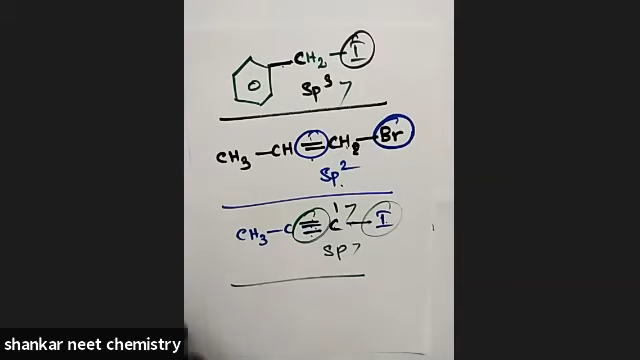 CH₂ – I
sp³
CH₃ – CH = CH₂ – Br
sp²
CH₃ – C ≡ C – I
sp
shankar neet chemistry